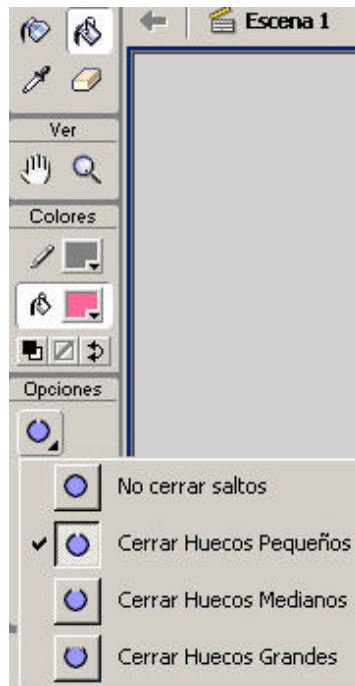 Escena 1
Ver
Colores
Opciones
No cerrar saltos
Cerrar Huecos Pequeños
Cerrar Huecos Medianos
Cerrar Huecos Grandes